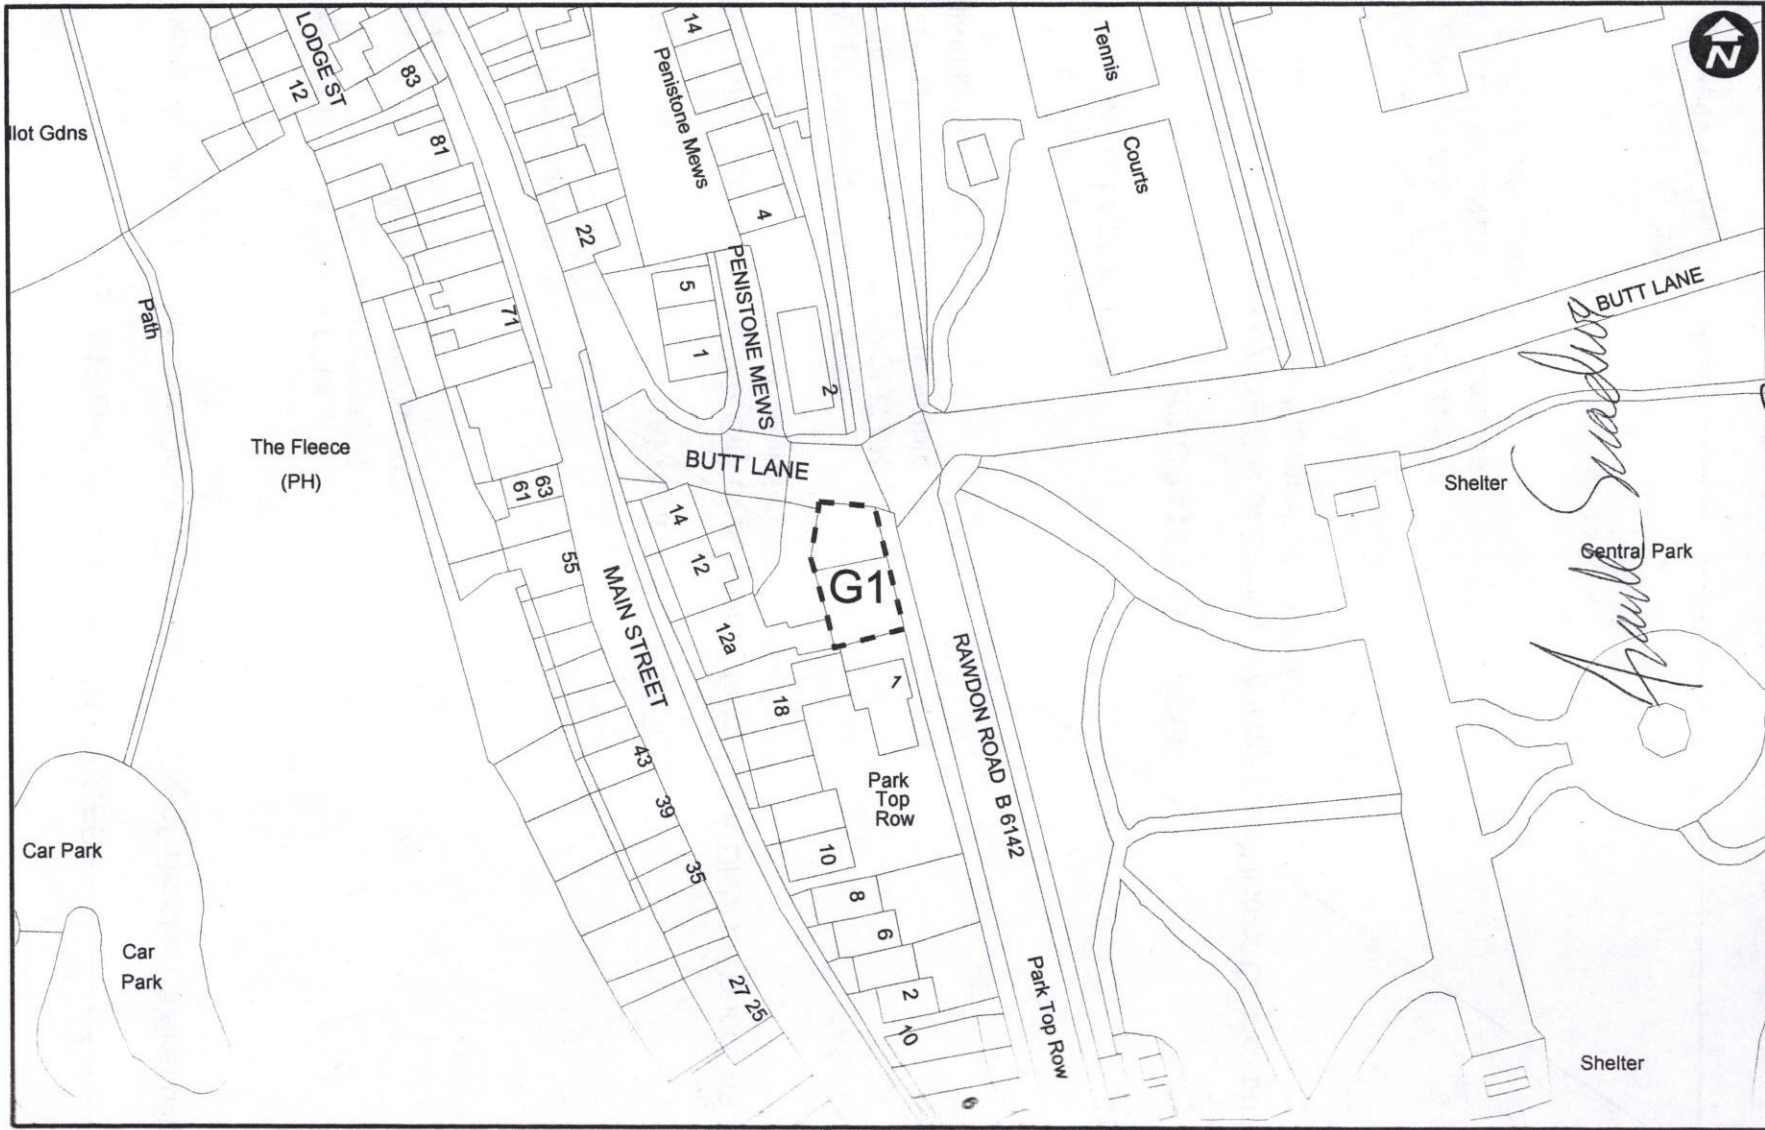 N
LODGE ST
12
83
81
llot Gdns
Path
14
Penistone Mews
4
22
PENISTONE MEWS
5
1
2
71
Tennis
Courts
BUTT LANE
BUTT LANE
The Fleece
(PH)
63
61
55
14
12
12a
MAIN STREET
G1
7
18
RAWDON ROAD B 6142
Shelter
Central Park
43
39
35
27 25
Park
Top
Row
10
8
6
2
10
6
Park Top Row
Car Park
Car
Park
Shelter